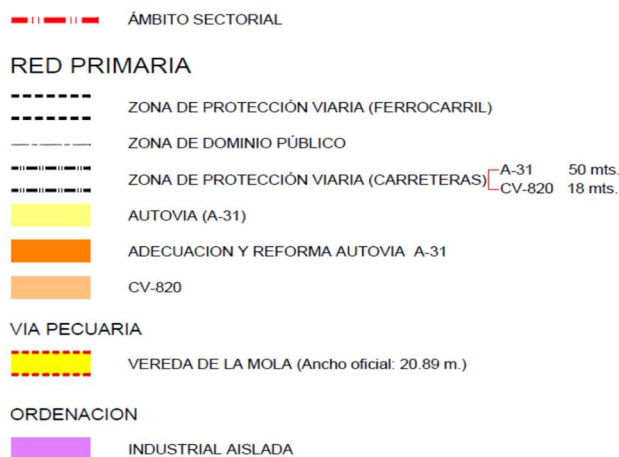 ÁMBITO SECTORIAL
RED PRIMARIA
ZONA DE PROTECCIÓN VIARIA (FERROCARRIL)
ZONA DE DOMINIO PÚBLICO
ZONA DE PROTECCIÓN VIARIA (CARRETERAS) A-31 50 mts.
CV-820 18 mts.
AUTOVIA (A-31)
ADECUACION Y REFORMA AUTOVIA A-31
CV-820
VIA PECUARIA
VEREDA DE LA MOLA (Ancho oficial: 20.89 m.)
ORDENACION
INDUSTRIAL AISLADA